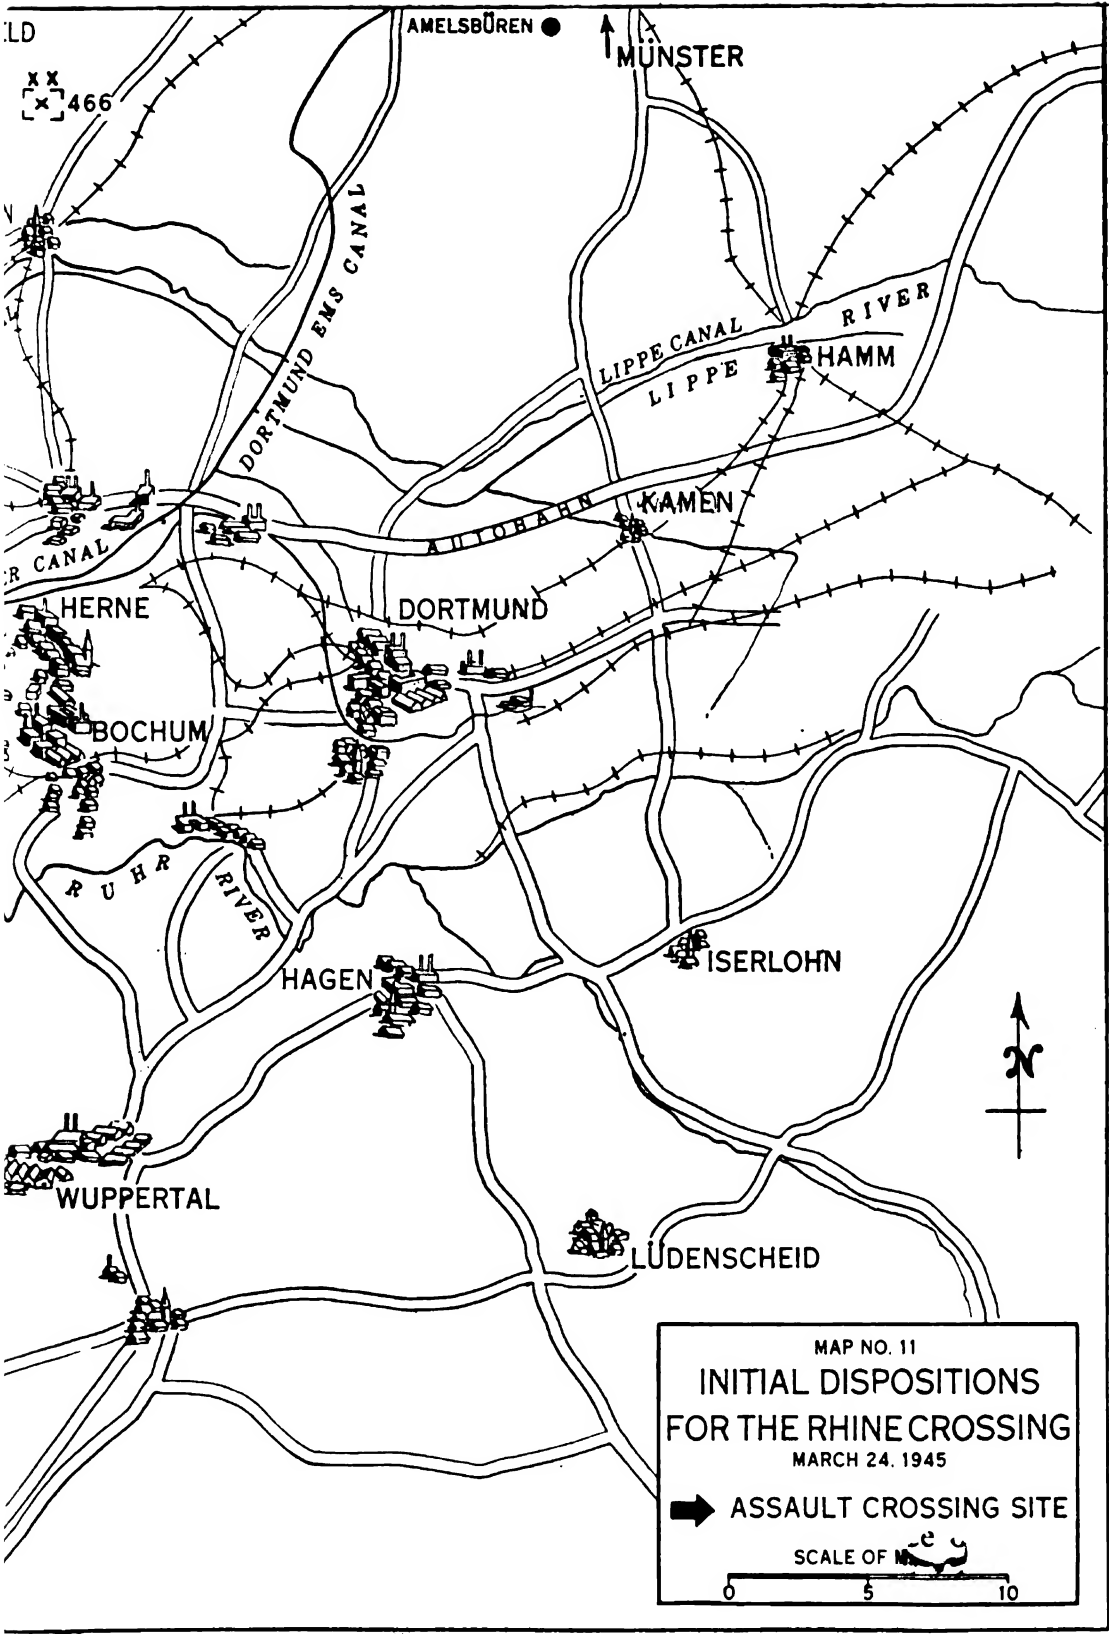 AMELSBÜREN
MÜNSTER
XX
466
DORTMUND EMS CANAL
LIPPE CANAL
LIPPE RIVER
HAMM
KAMEN
AUTOBAHN
CANAL
HERNE
DORTMUND
BOCHUM
RUHR RIVER
HAGEN
ISERLOHN
N
WUPPERTAL
LÜDENSCHEID
MAP NO. 11
INITIAL DISPOSITIONS
FOR THE RHINE CROSSING
MARCH 24, 1945
ASSAULT CROSSING SITE
SCALE OF
0 5 10